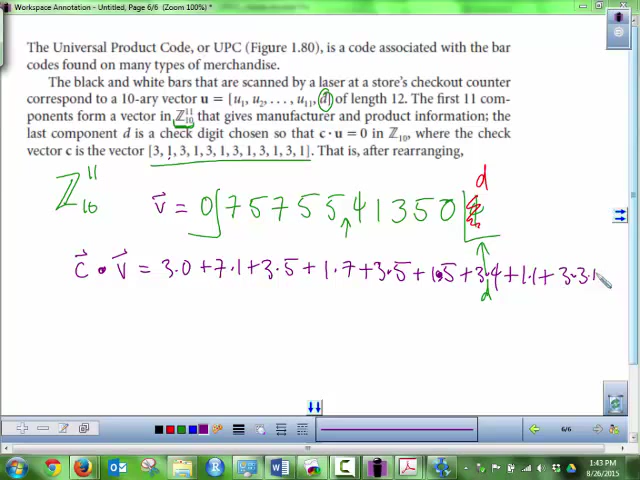 Workspace Annotation - Untitled, Page 6/6 (Zoom 100%) *
The Universal Product Code, or UPC (Figure 1.80), is a code associated with the bar
codes found on many types of merchandise.
The black and white bars that are scanned by a laser at a store's checkout counter
correspond to a 10-ary vector u = [u₁, u₂, . . . , u₁₁, d] of length 12. The first 11 com-
ponents form a vector in ℤ₁₀¹¹ that gives manufacturer and product information; the
last component d is a check digit chosen so that c · u = 0 in ℤ₁₀, where the check
vector c is the vector [3, 1, 3, 1, 3, 1, 3, 1, 3, 1, 3, 1]. That is, after rearranging,
ℤ₁₀¹¹
d
v = 0 7 5 7 5 5 4 1 3 5 0
c · v = 3·0 + 7·1 + 3·5 + 1·7 + 3·5 + 1·5 + 3·4 + 1·1 + 3·3
d
6/6
1:43 PM
8/26/2015